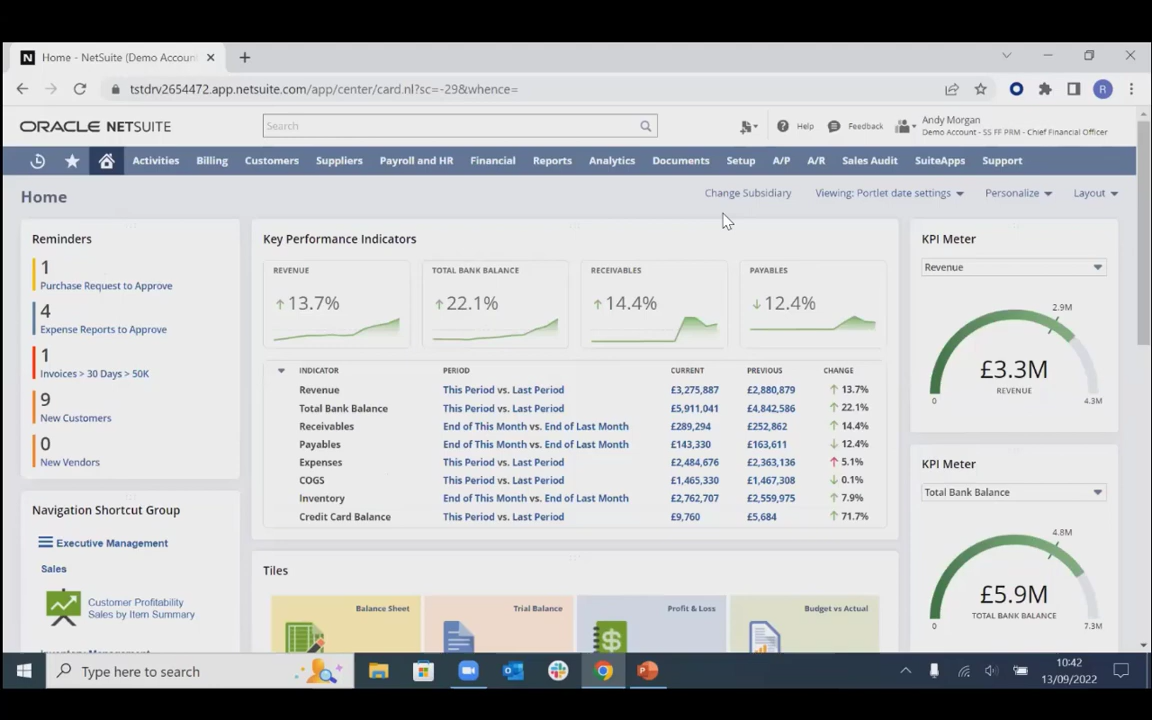 Home - NetSuite (Demo Accoun
tstdrv2654472.app.netsuite.com/app/center/card.nl?sc=-29&whence=
R
ORACLE NETSUITE
Search
Help
Feedback
Andy Morgan
Demo Account - SS FF PRM - Chief Financial Officer
Activities Billing Customers Suppliers Payroll and HR Financial Reports Analytics Documents Setup A/P A/R Sales Audit SuiteApps Support
Home
Change Subsidiary
Viewing: Portlet date settings
Personalize
Layout
Reminders
1
Purchase Request to Approve
4
Expense Reports to Approve
1
Invoices > 30 Days > 50K
9
New Customers
0
New Vendors
Navigation Shortcut Group
Executive Management
Sales
Customer Profitability
Sales by Item Summary
Key Performance Indicators
REVENUE
13.7%
TOTAL BANK BALANCE
22.1%
RECEIVABLES
14.4%
PAYABLES
12.4%
INDICATOR PERIOD CURRENT PREVIOUS CHANGE
Revenue This Period vs. Last Period £3,275,887 £2,880,879 13.7%
Total Bank Balance This Period vs. Last Period £5,911,041 £4,842,586 22.1%
Receivables End of This Month vs. End of Last Month £289,294 £252,862 14.4%
Payables End of This Month vs. End of Last Month £143,330 £163,611 12.4%
Expenses This Period vs. Last Period £2,484,676 £2,363,136 5.1%
COGS This Period vs. Last Period £1,465,330 £1,467,308 0.1%
Inventory End of This Month vs. End of Last Month £2,762,707 £2,559,975 7.9%
Credit Card Balance This Period vs. Last Period £9,760 £5,684 71.7%
Tiles
Balance Sheet
Trial Balance
Profit & Loss
Budget vs Actual
KPI Meter
Revenue
2.9M
£3.3M
REVENUE
0
4.3M
KPI Meter
Total Bank Balance
4.8M
£5.9M
TOTAL BANK BALANCE
0
7.3M
Type here to search
10:42
13/09/2022